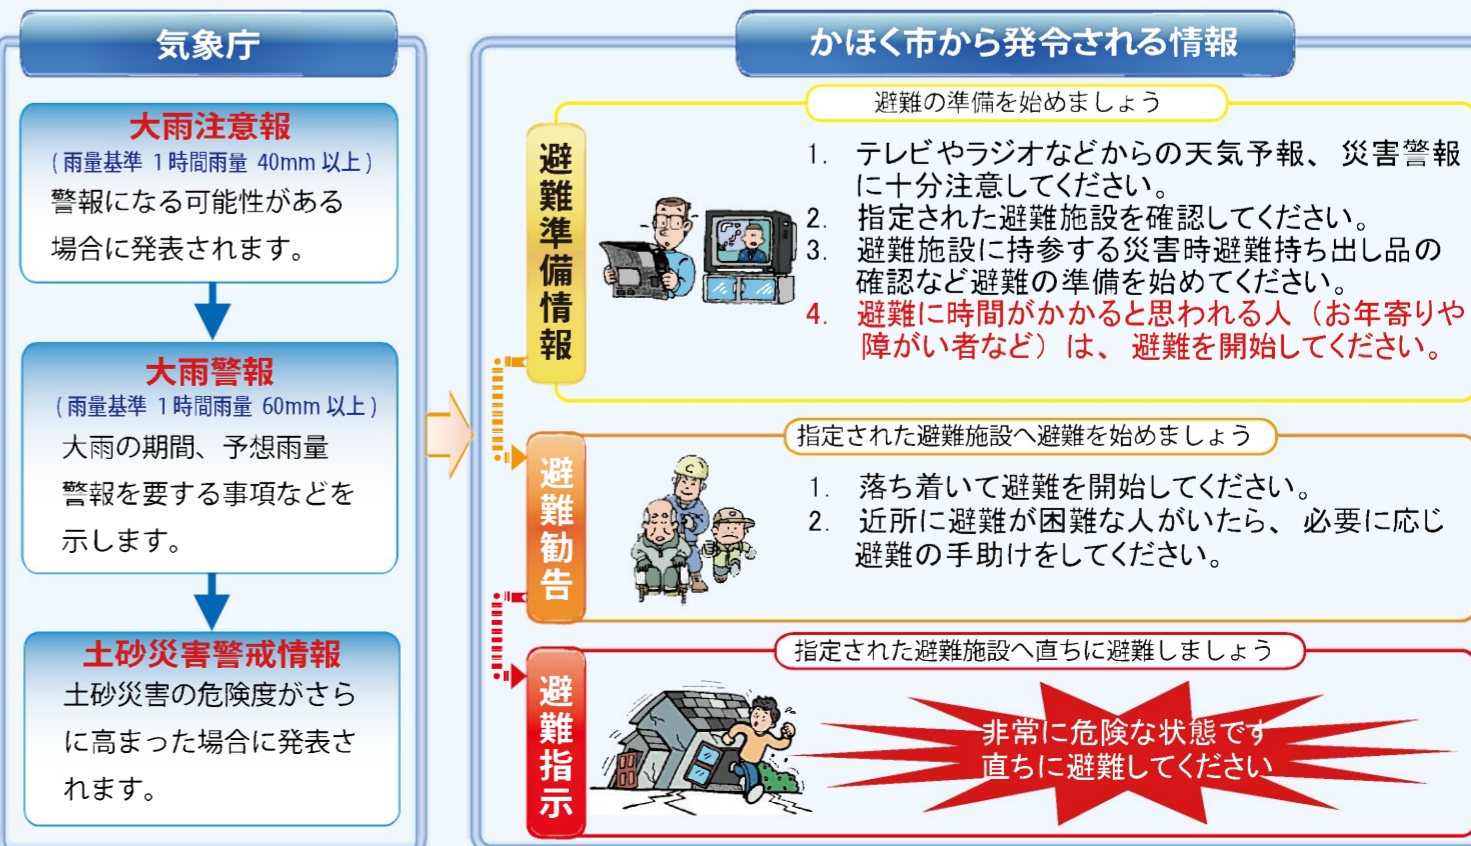 気象庁
大雨注意報
(雨量基準 1時間雨量 40mm 以上)
警報になる可能性がある
場合に発表されます。
大雨警報
(雨量基準 1時間雨量 60mm 以上)
大雨の期間、予想雨量
警報を要する事項などを
示します。
土砂災害警戒情報
土砂災害の危険度がさら
に高まった場合に発表さ
れます。
かほく市から発令される情報
避難準備情報
避難の準備を始めましょう
1. テレビやラジオなどからの天気予報、災害警報
に十分注意してください。
2. 指定された避難施設を確認してください。
3. 避難施設に持参する災害時避難持ち出し品の
確認など避難の準備を始めてください。
4. 避難に時間がかかると思われる人(お年寄りや
障がい者など)は、避難を開始してください。
避難勧告
指定された避難施設へ避難を始めましょう
1. 落ち着いて避難を開始してください。
2. 近所に避難が困難な人がいたら、必要に応じ
避難の手助けをしてください。
避難指示
指定された避難施設へ直ちに避難しましょう
非常に危険な状態です
直ちに避難してください